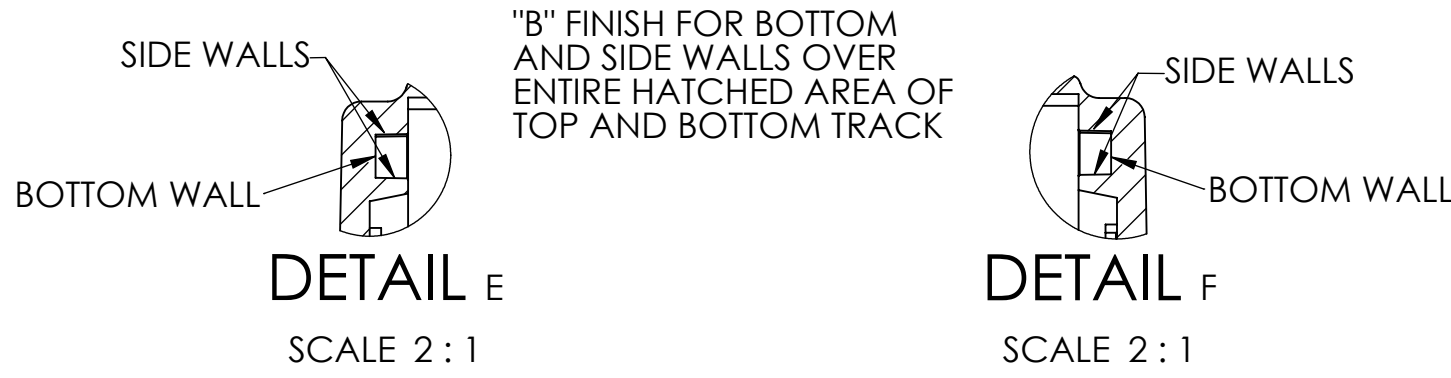 SIDE WALLS
BOTTOM WALL
DETAIL E
SCALE 2 : 1
"B" FINISH FOR BOTTOM
AND SIDE WALLS OVER
ENTIRE HATCHED AREA OF
TOP AND BOTTOM TRACK
SIDE WALLS
BOTTOM WALL
DETAIL F
SCALE 2 : 1